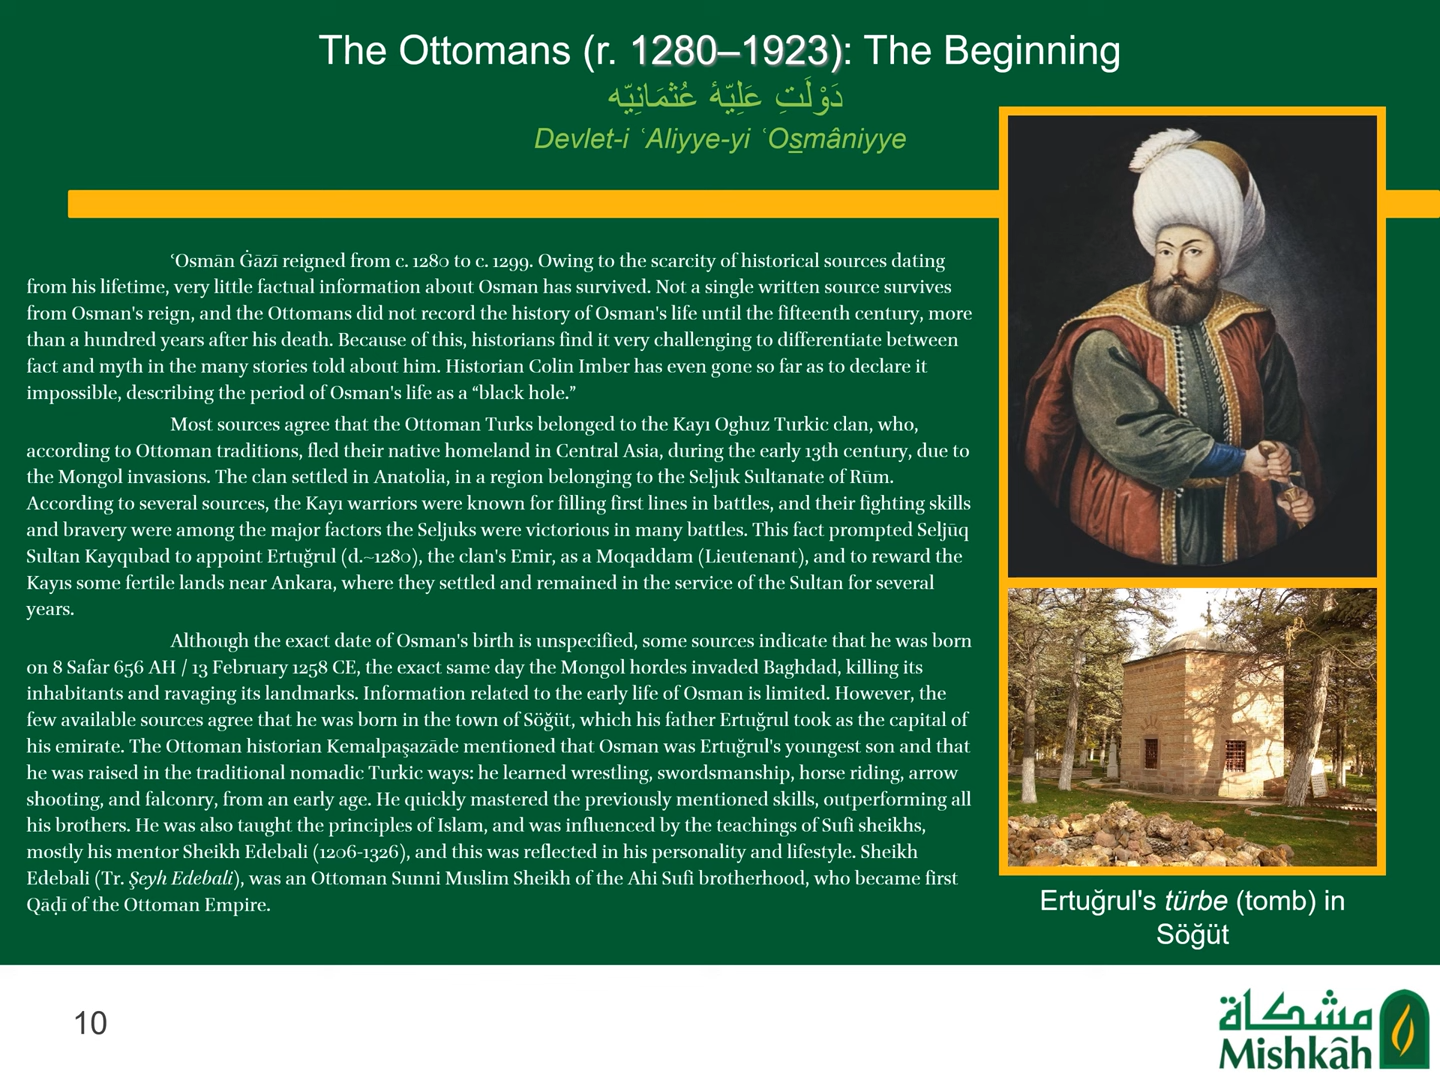 The Ottomans (r. 1280–1923): The Beginning
دَوْلَتِ عَلِيّهٔ عُثمَانِيّه
Devlet-i ʿAliyye-yi ʿOs̲mâniyye
ʿOsmān Ġāzī reigned from c. 1280 to c. 1299. Owing to the scarcity of historical sources dating
from his lifetime, very little factual information about Osman has survived. Not a single written source survives
from Osman's reign, and the Ottomans did not record the history of Osman's life until the fifteenth century, more
than a hundred years after his death. Because of this, historians find it very challenging to differentiate between
fact and myth in the many stories told about him. Historian Colin Imber has even gone so far as to declare it
impossible, describing the period of Osman's life as a “black hole.”
Most sources agree that the Ottoman Turks belonged to the Kayı Oghuz Turkic clan, who,
according to Ottoman traditions, fled their native homeland in Central Asia, during the early 13th century, due to
the Mongol invasions. The clan settled in Anatolia, in a region belonging to the Seljuk Sultanate of Rūm.
According to several sources, the Kayı warriors were known for filling first lines in battles, and their fighting skills
and bravery were among the major factors the Seljuks were victorious in many battles. This fact prompted Seljūq
Sultan Kayqubad to appoint Ertuğrul (d.~1280), the clan's Emir, as a Moqaddam (Lieutenant), and to reward the
Kayıs some fertile lands near Ankara, where they settled and remained in the service of the Sultan for several
years.
Although the exact date of Osman's birth is unspecified, some sources indicate that he was born
on 8 Safar 656 AH / 13 February 1258 CE, the exact same day the Mongol hordes invaded Baghdad, killing its
inhabitants and ravaging its landmarks. Information related to the early life of Osman is limited. However, the
few available sources agree that he was born in the town of Söğüt, which his father Ertuğrul took as the capital of
his emirate. The Ottoman historian Kemalpaşazāde mentioned that Osman was Ertuğrul's youngest son and that
he was raised in the traditional nomadic Turkic ways: he learned wrestling, swordsmanship, horse riding, arrow
shooting, and falconry, from an early age. He quickly mastered the previously mentioned skills, outperforming all
his brothers. He was also taught the principles of Islam, and was influenced by the teachings of Sufi sheikhs,
mostly his mentor Sheikh Edebali (1206-1326), and this was reflected in his personality and lifestyle. Sheikh
Edebali (Tr. Şeyh Edebali), was an Ottoman Sunni Muslim Sheikh of the Ahi Sufi brotherhood, who became first
Qāḍī of the Ottoman Empire.
Ertuğrul's türbe (tomb) in
Söğüt
10
مشكاة
Mishkâh